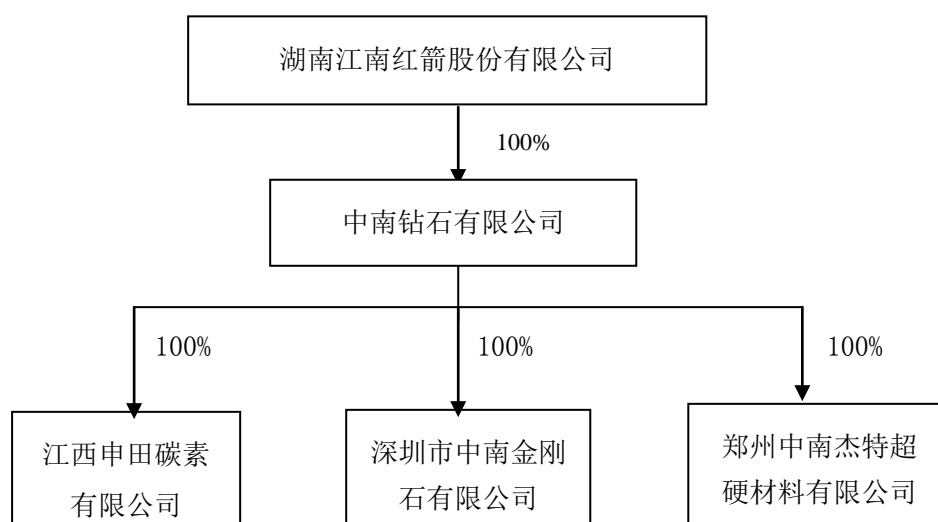 湖南江南红箭股份有限公司
100%
中南钻石有限公司
100%
100%
100%
江西申田碳素
有限公司
深圳市中南金刚
石有限公司
郑州中南杰特超
硬材料有限公司